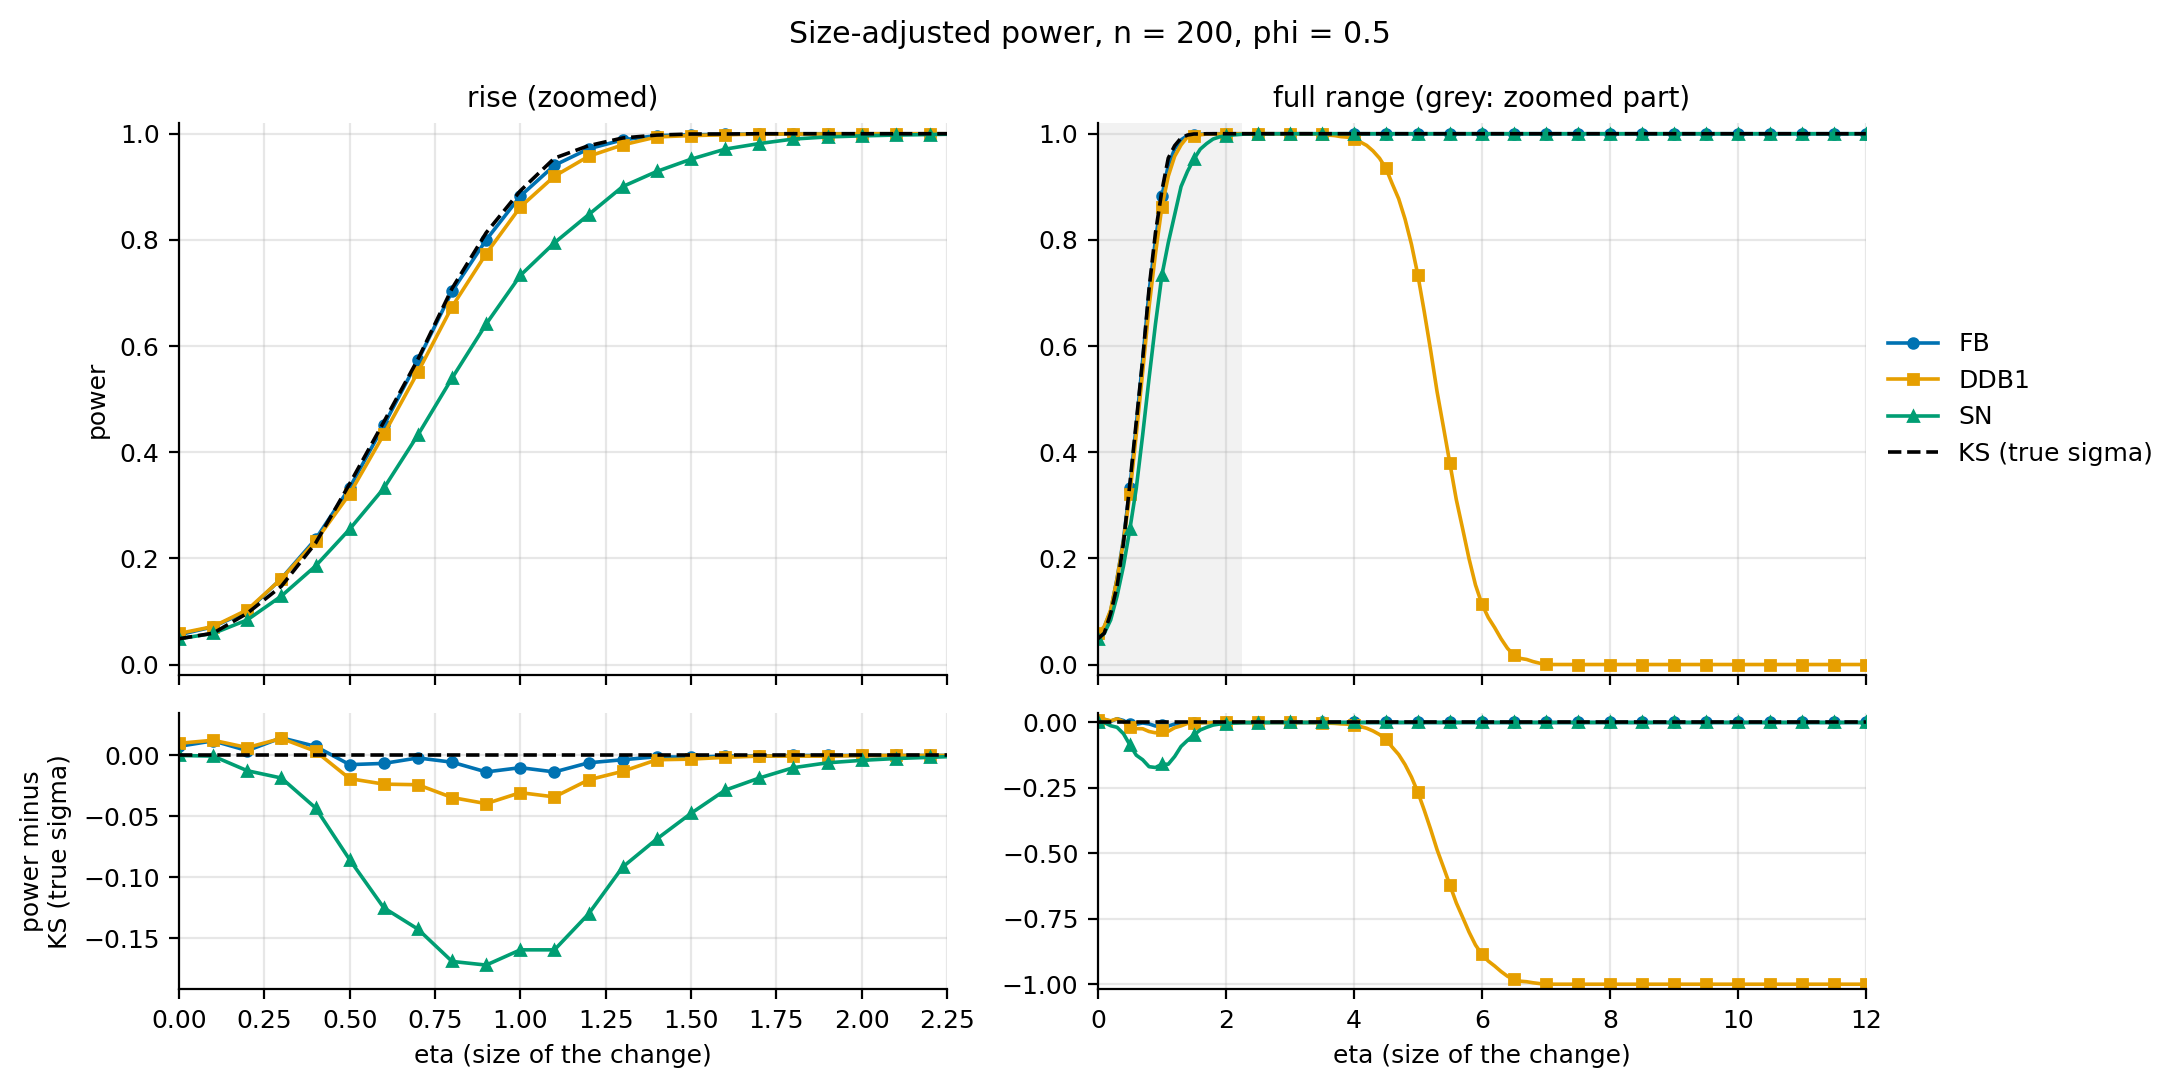 Size-adjusted power, n = 200, phi = 0.5
rise (zoomed)
1.0
0.8
0.6
0.4
0.2
0.0
power
full range (grey: zoomed part)
1.0
0.8
0.6
0.4
0.2
0.0
FB
DDB1
SN
KS (true sigma)
0.00
−0.05
−0.10
−0.15
power minus
KS (true sigma)
0.00 0.25 0.50 0.75 1.00 1.25 1.50 1.75 2.00 2.25
eta (size of the change)
0.00
−0.25
−0.50
−0.75
−1.00
0 2 4 6 8 10 12
eta (size of the change)